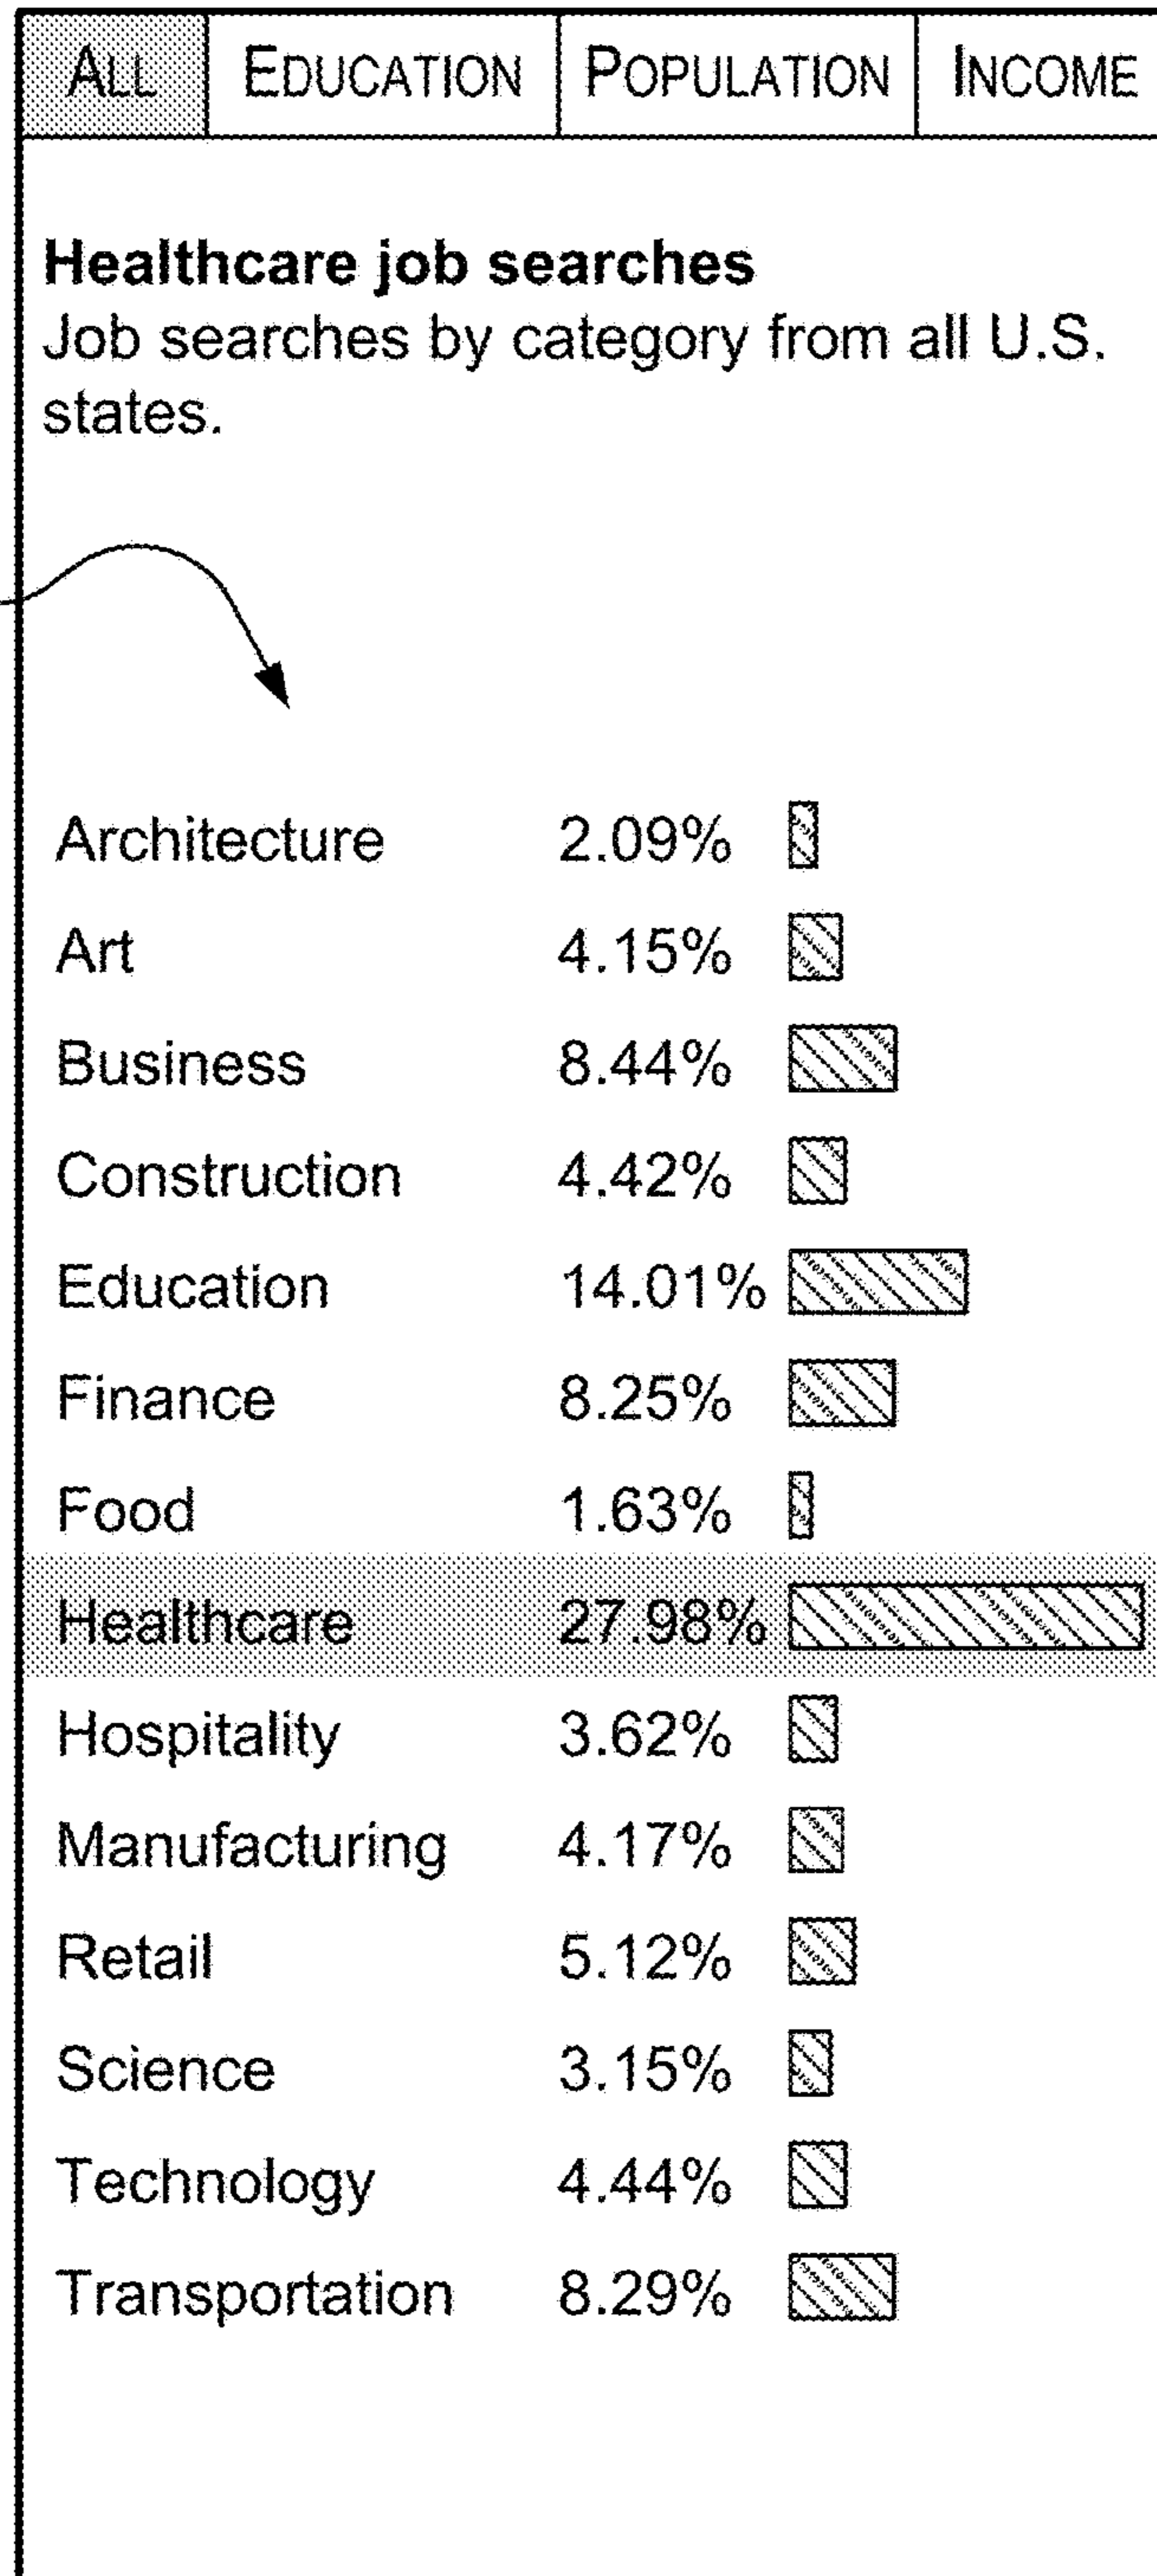 ALL EDUCATION POPULATION INCOME
Healthcare job searches
Job searches by category from all U.S.
states.
Architecture 2.09%
Art 4.15%
Business 8.44%
Construction 4.42%
Education 14.01%
Finance 8.25%
Food 1.63%
Healthcare 27.98%
Hospitality 3.62%
Manufacturing 4.17%
Retail 5.12%
Science 3.15%
Technology 4.44%
Transportation 8.29%